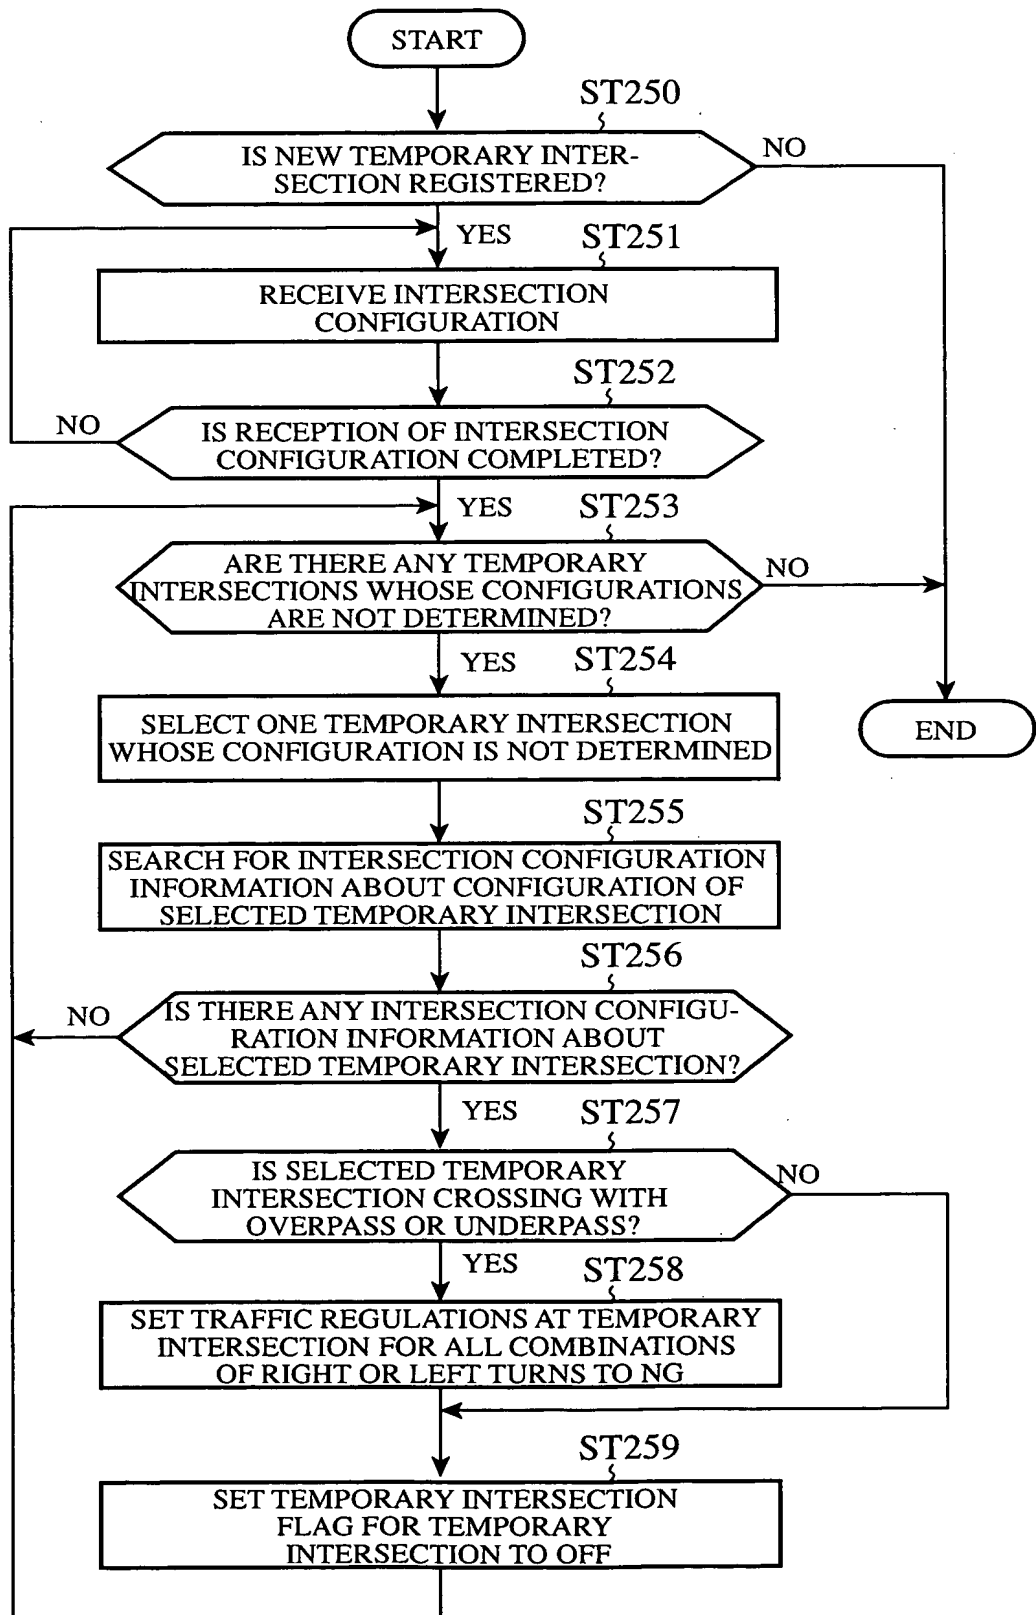 START
ST250
IS NEW TEMPORARY INTER-
SECTION REGISTERED?
NO
YES
ST251
RECEIVE INTERSECTION
CONFIGURATION
ST252
NO
IS RECEPTION OF INTERSECTION
CONFIGURATION COMPLETED?
YES
ST253
ARE THERE ANY TEMPORARY
INTERSECTIONS WHOSE CONFIGURATIONS
ARE NOT DETERMINED?
NO
YES
ST254
SELECT ONE TEMPORARY INTERSECTION
WHOSE CONFIGURATION IS NOT DETERMINED
END
ST255
SEARCH FOR INTERSECTION CONFIGURATION
INFORMATION ABOUT CONFIGURATION OF
SELECTED TEMPORARY INTERSECTION
ST256
NO
IS THERE ANY INTERSECTION CONFIGU-
RATION INFORMATION ABOUT
SELECTED TEMPORARY INTERSECTION?
YES
ST257
IS SELECTED TEMPORARY
INTERSECTION CROSSING WITH
OVERPASS OR UNDERPASS?
NO
YES
ST258
SET TRAFFIC REGULATIONS AT TEMPORARY
INTERSECTION FOR ALL COMBINATIONS
OF RIGHT OR LEFT TURNS TO NG
ST259
SET TEMPORARY INTERSECTION
FLAG FOR TEMPORARY
INTERSECTION TO OFF